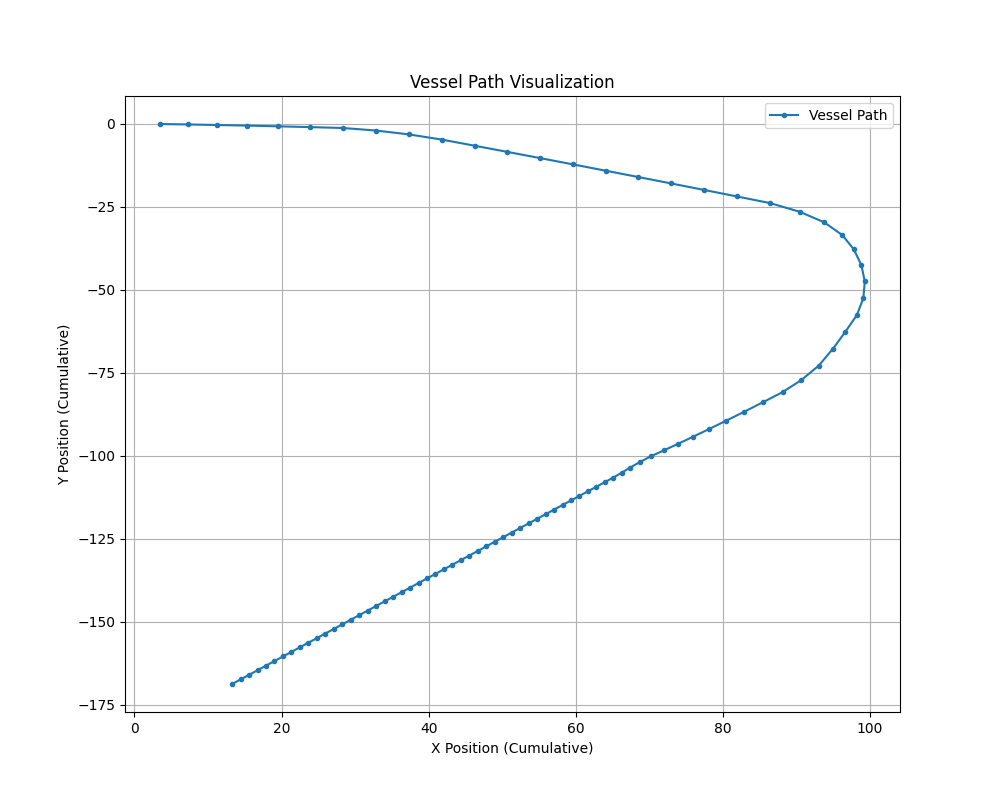 Vessel Path Visualization
Vessel Path
0
−25
−50
−75
−100
−125
−150
−175
Y Position (Cumulative)
0 20 40 60 80 100
X Position (Cumulative)